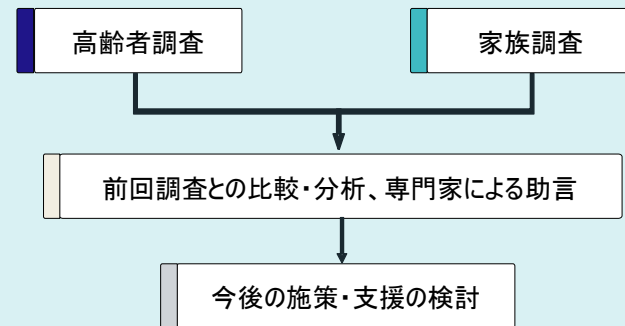 高齢者調査
家族調査
前回調査との比較・分析、専門家による助言
今後の施策・支援の検討